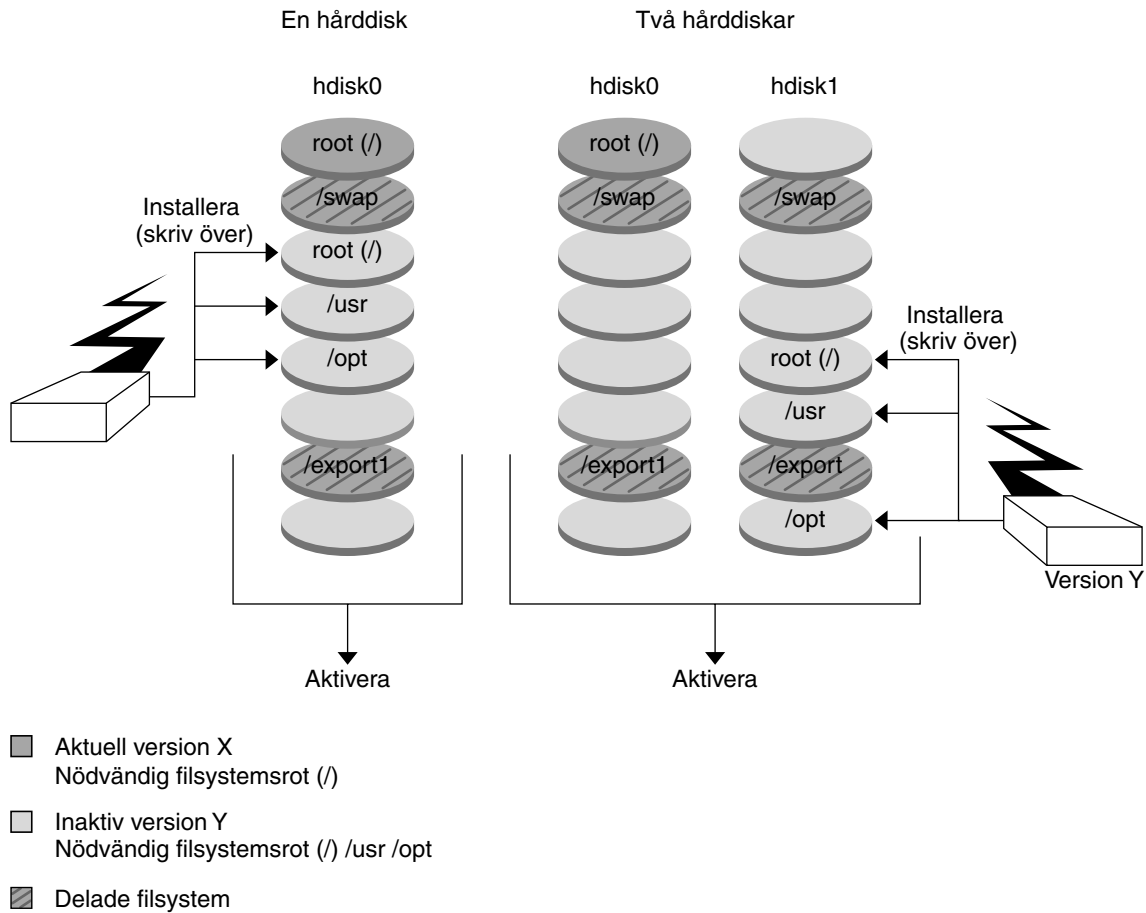 En hårddisk
Två hårddiskar
hdisk0
hdisk0
hdisk1
root (/)
/swap
root (/)
/usr
/opt
/export1
Installera
(skriv över)
root (/)
/swap
/export1
/swap
root (/)
/usr
/export
/opt
Installera
(skriv över)
Version Y
Aktivera
Aktivera
Aktuell version X
Nödvändig filsystemsrot (/)
Inaktiv version Y
Nödvändig filsystemsrot (/) /usr /opt
Delade filsystem